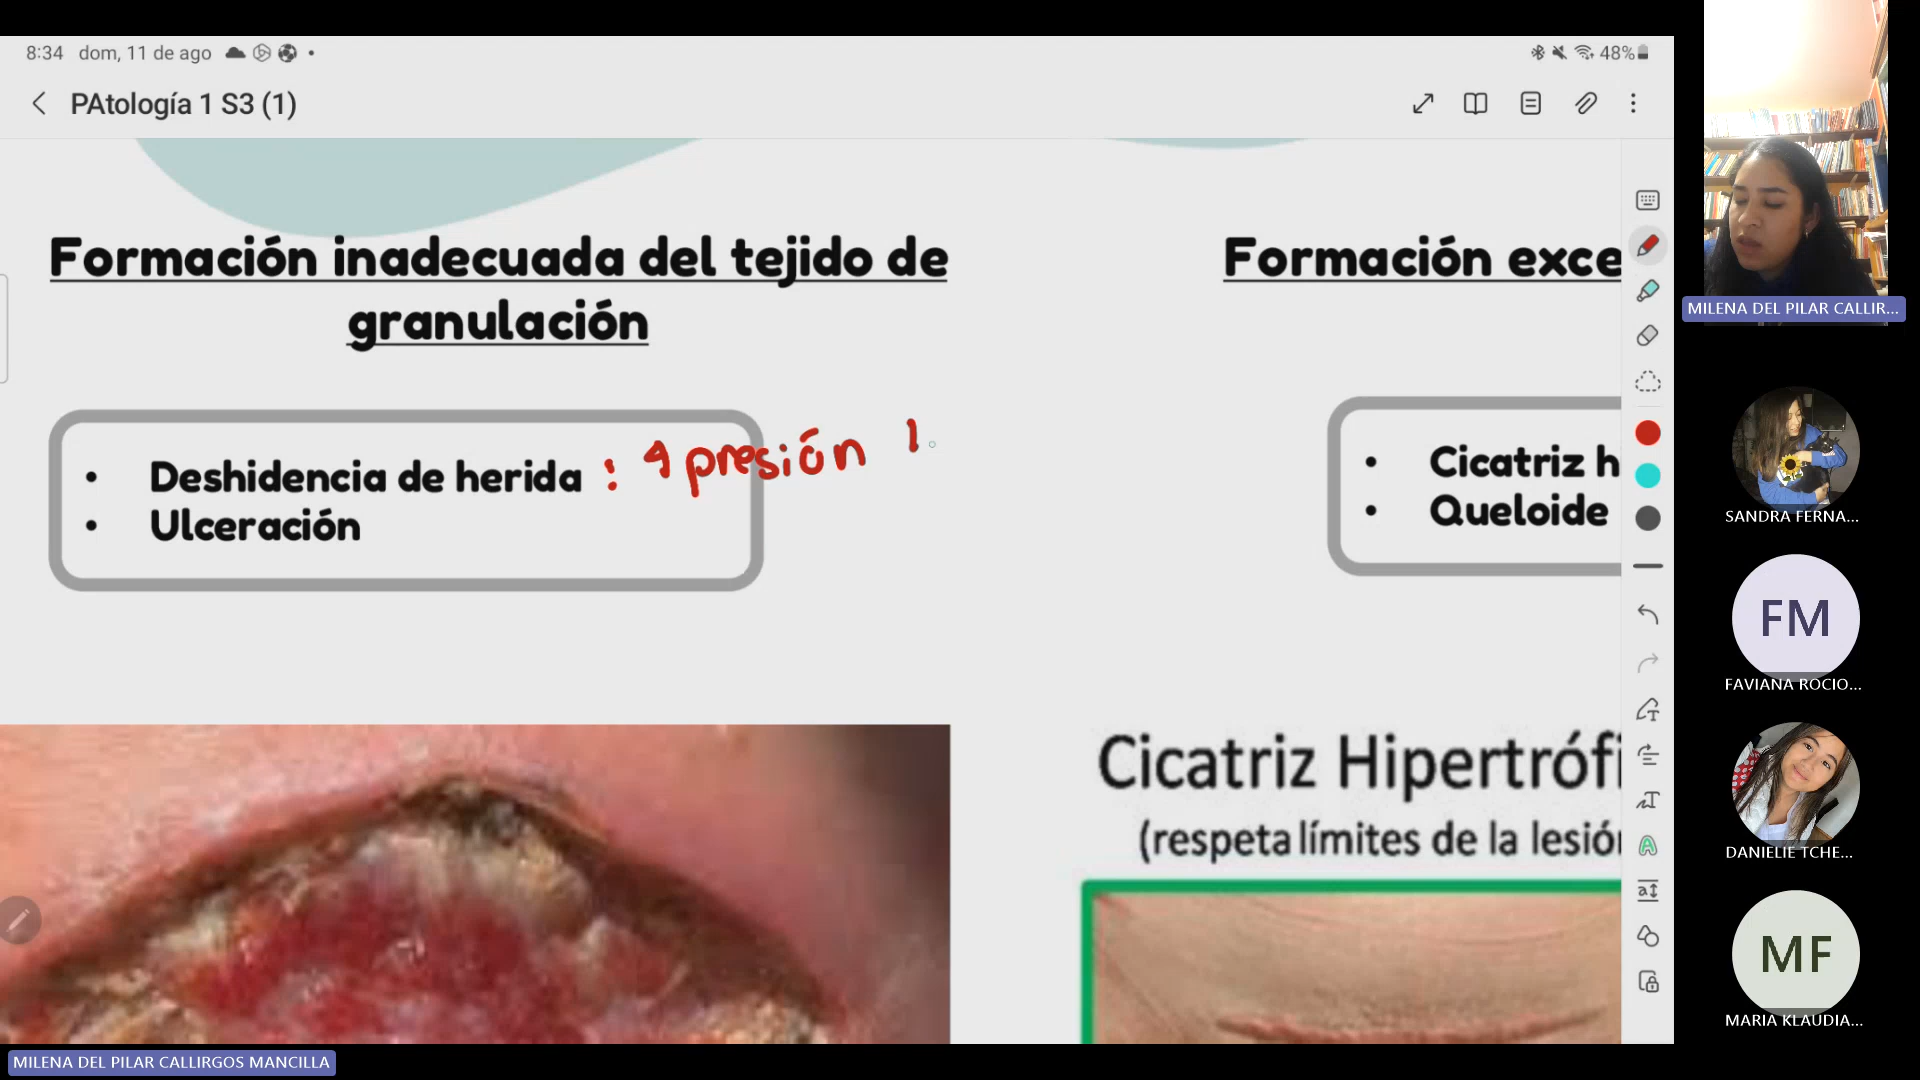 8:34 dom, 11 de ago
48%
PAtología 1 S3 (1)
Formación inadecuada del tejido de
granulación
• Deshidencia de herida : presión
• Ulceración
Formación exce
• Cicatriz h
• Queloide
Cicatriz Hipertrófi
(respeta límites de la lesión
MILENA DEL PILAR CALLIR...
SANDRA FERNA...
FM
FAVIANA ROCIO...
DANIELIE TCHE...
MF
MARIA KLAUDIA...
MILENA DEL PILAR CALLIRGOS MANCILLA